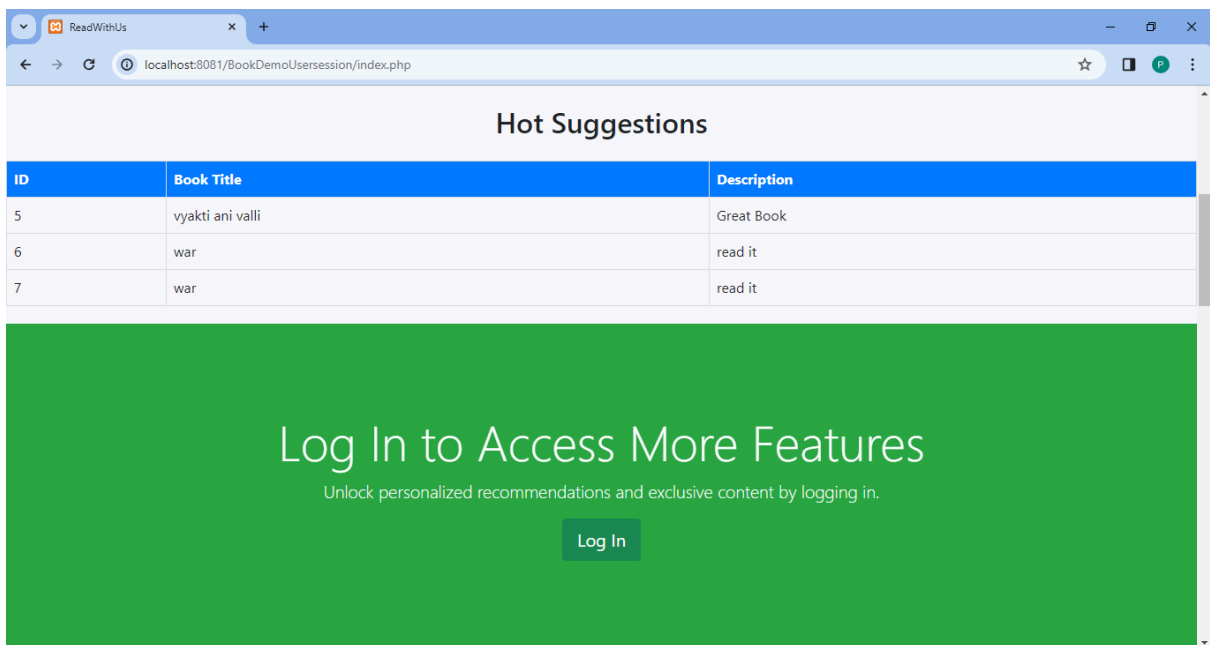 ReadWithUs
localhost:8081/BookDemoUsersession/index.php
P
Hot Suggestions
ID Book Title Description
5 vyakti ani valli Great Book
6 war read it
7 war read it
Log In to Access More Features
Unlock personalized recommendations and exclusive content by logging in.
Log In